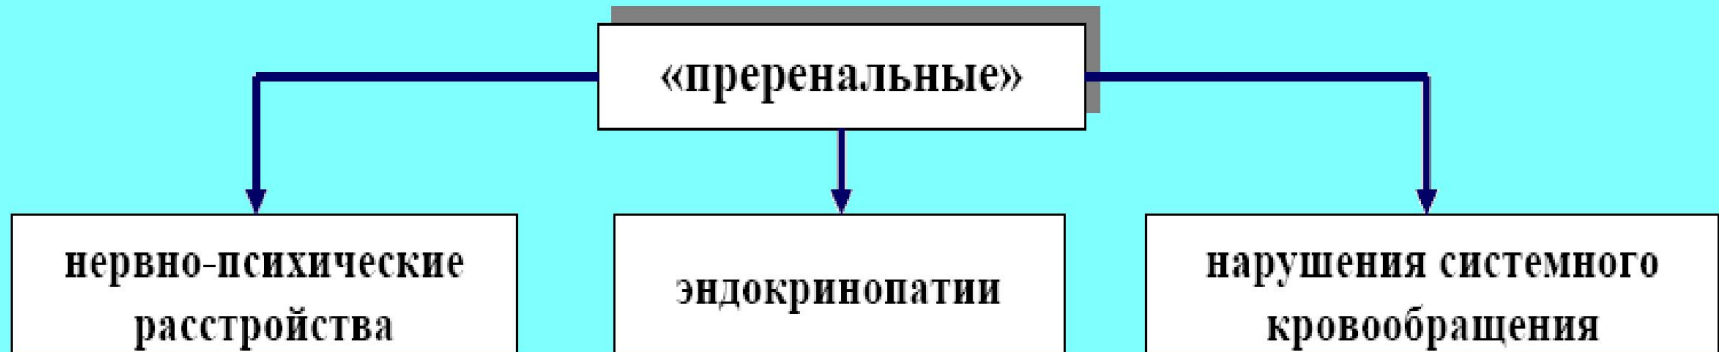 «преренальные»
нервно-психические
расстройства
эндокринопатии
нарушения системного
кровообращения